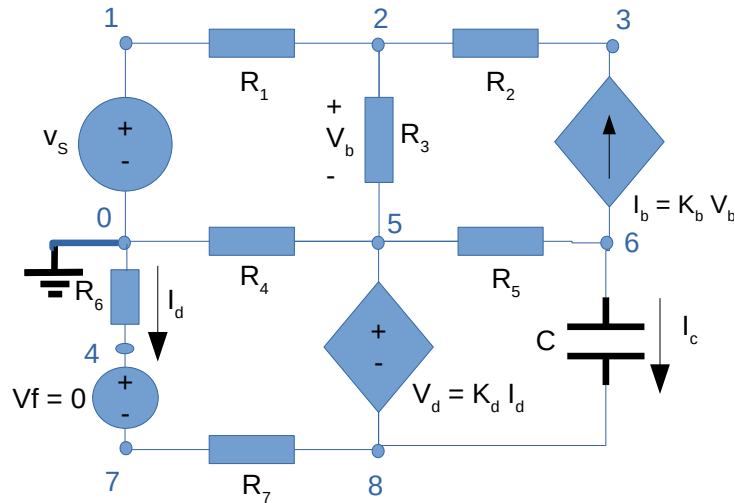 1
2
3
R1
R2
+
-
vS
+
Vb
-
R3
Ib = Kb Vb
0
5
6
R4
R5
R6
Id
4
+
-
Vf = 0
+
-
Vd = Kd Id
C
Ic
7
R7
8